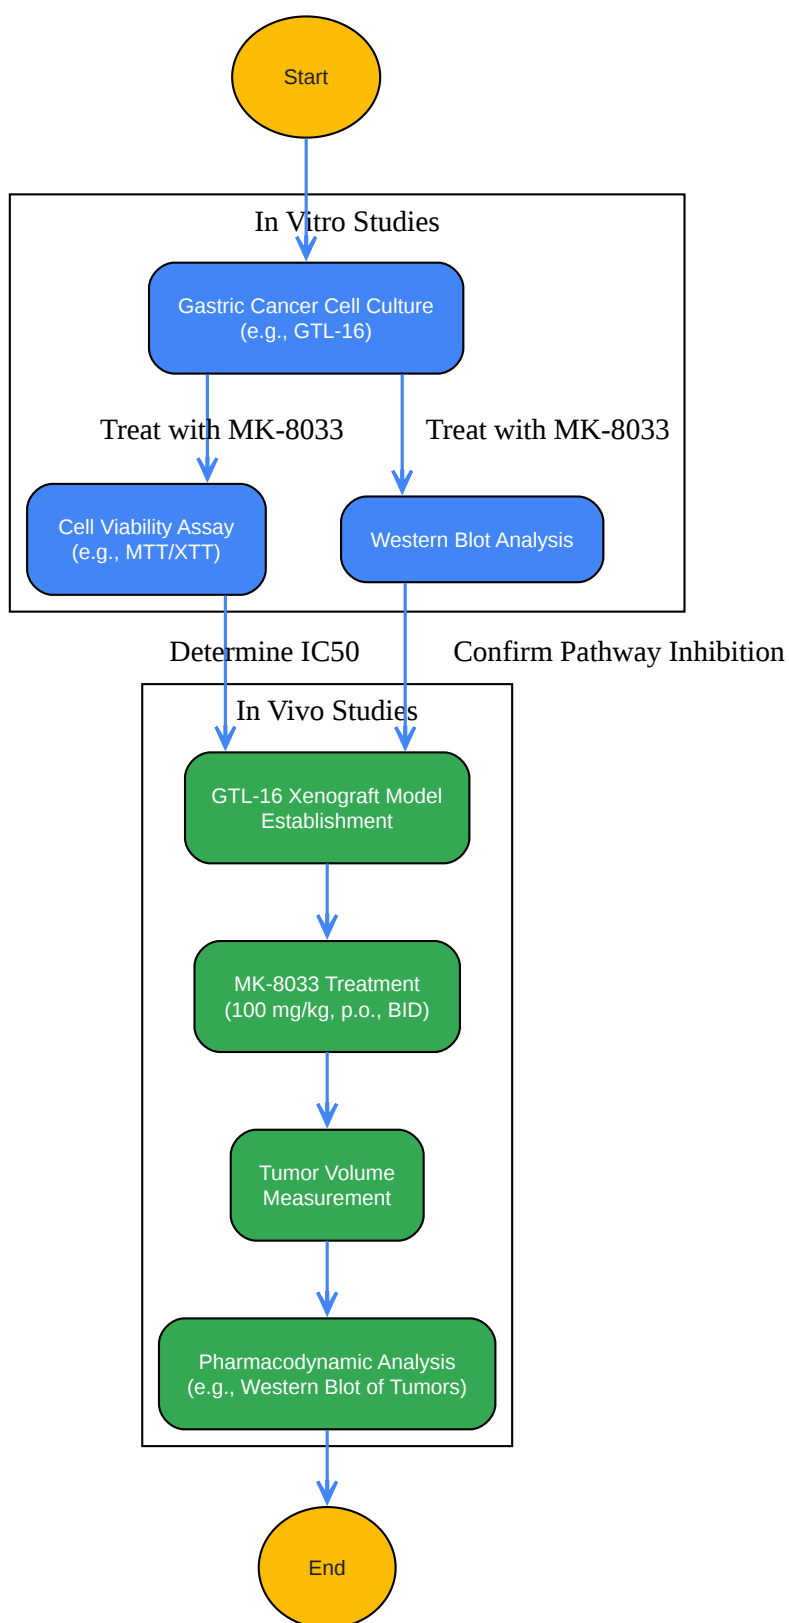 Start
In Vitro Studies
Gastric Cancer Cell Culture
(e.g., GTL-16)
Treat with MK-8033
Treat with MK-8033
Cell Viability Assay
(e.g., MTT/XTT)
Western Blot Analysis
Determine IC50
Confirm Pathway Inhibition
In Vivo Studies
GTL-16 Xenograft Model
Establishment
MK-8033 Treatment
(100 mg/kg, p.o., BID)
Tumor Volume
Measurement
Pharmacodynamic Analysis
(e.g., Western Blot of Tumors)
End